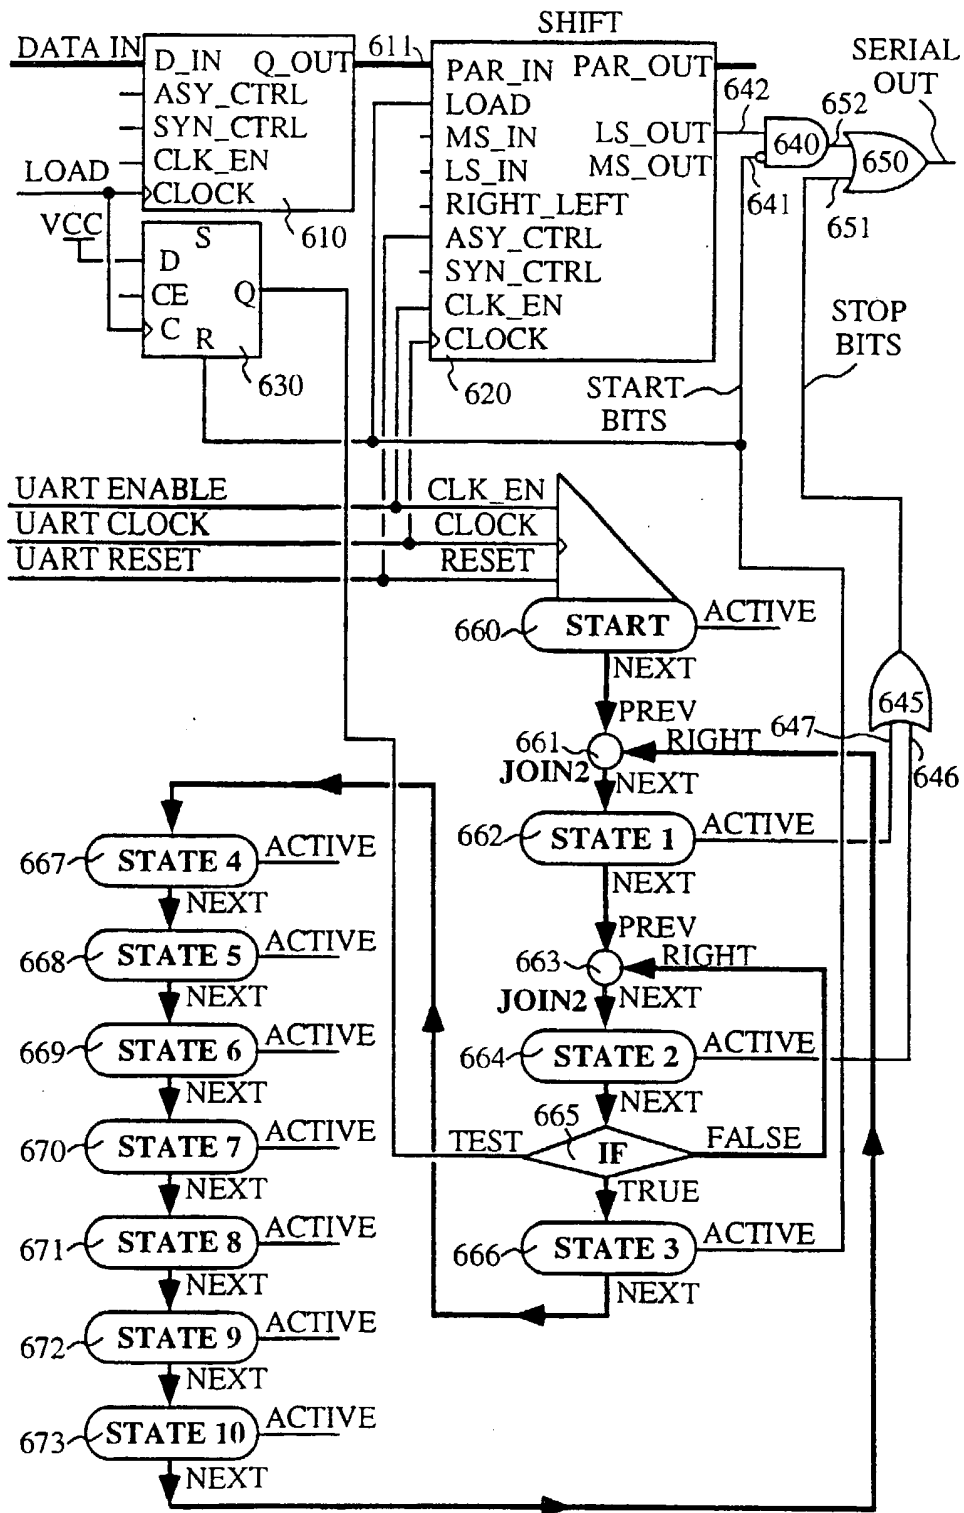 SHIFT
DATA IN
D_IN
Q_OUT
611
PAR_IN
PAR_OUT
SERIAL
OUT
ASY_CTRL
LOAD
642
652
SYN_CTRL
MS_IN
LS_OUT
640
650
CLK_EN
LS_IN
MS_OUT
LOAD
CLOCK
RIGHT_LEFT
641
651
610
VCC
S
D
ASY_CTRL
SYN_CTRL
CE
Q
CLK_EN
C
R
CLOCK
630
620
START
BITS
STOP
BITS
UART ENABLE
CLK_EN
UART CLOCK
CLOCK
UART RESET
RESET
660
START
ACTIVE
NEXT
PREV
645
647
646
661
RIGHT
JOIN2
NEXT
662
STATE 1
ACTIVE
NEXT
667
STATE 4
ACTIVE
NEXT
PREV
668
STATE 5
ACTIVE
663
RIGHT
NEXT
JOIN2
NEXT
669
STATE 6
ACTIVE
664
STATE 2
ACTIVE
NEXT
NEXT
670
STATE 7
ACTIVE
665
TEST
IF
FALSE
NEXT
TRUE
671
STATE 8
ACTIVE
666
STATE 3
ACTIVE
NEXT
NEXT
672
STATE 9
ACTIVE
NEXT
673
STATE 10
ACTIVE
NEXT